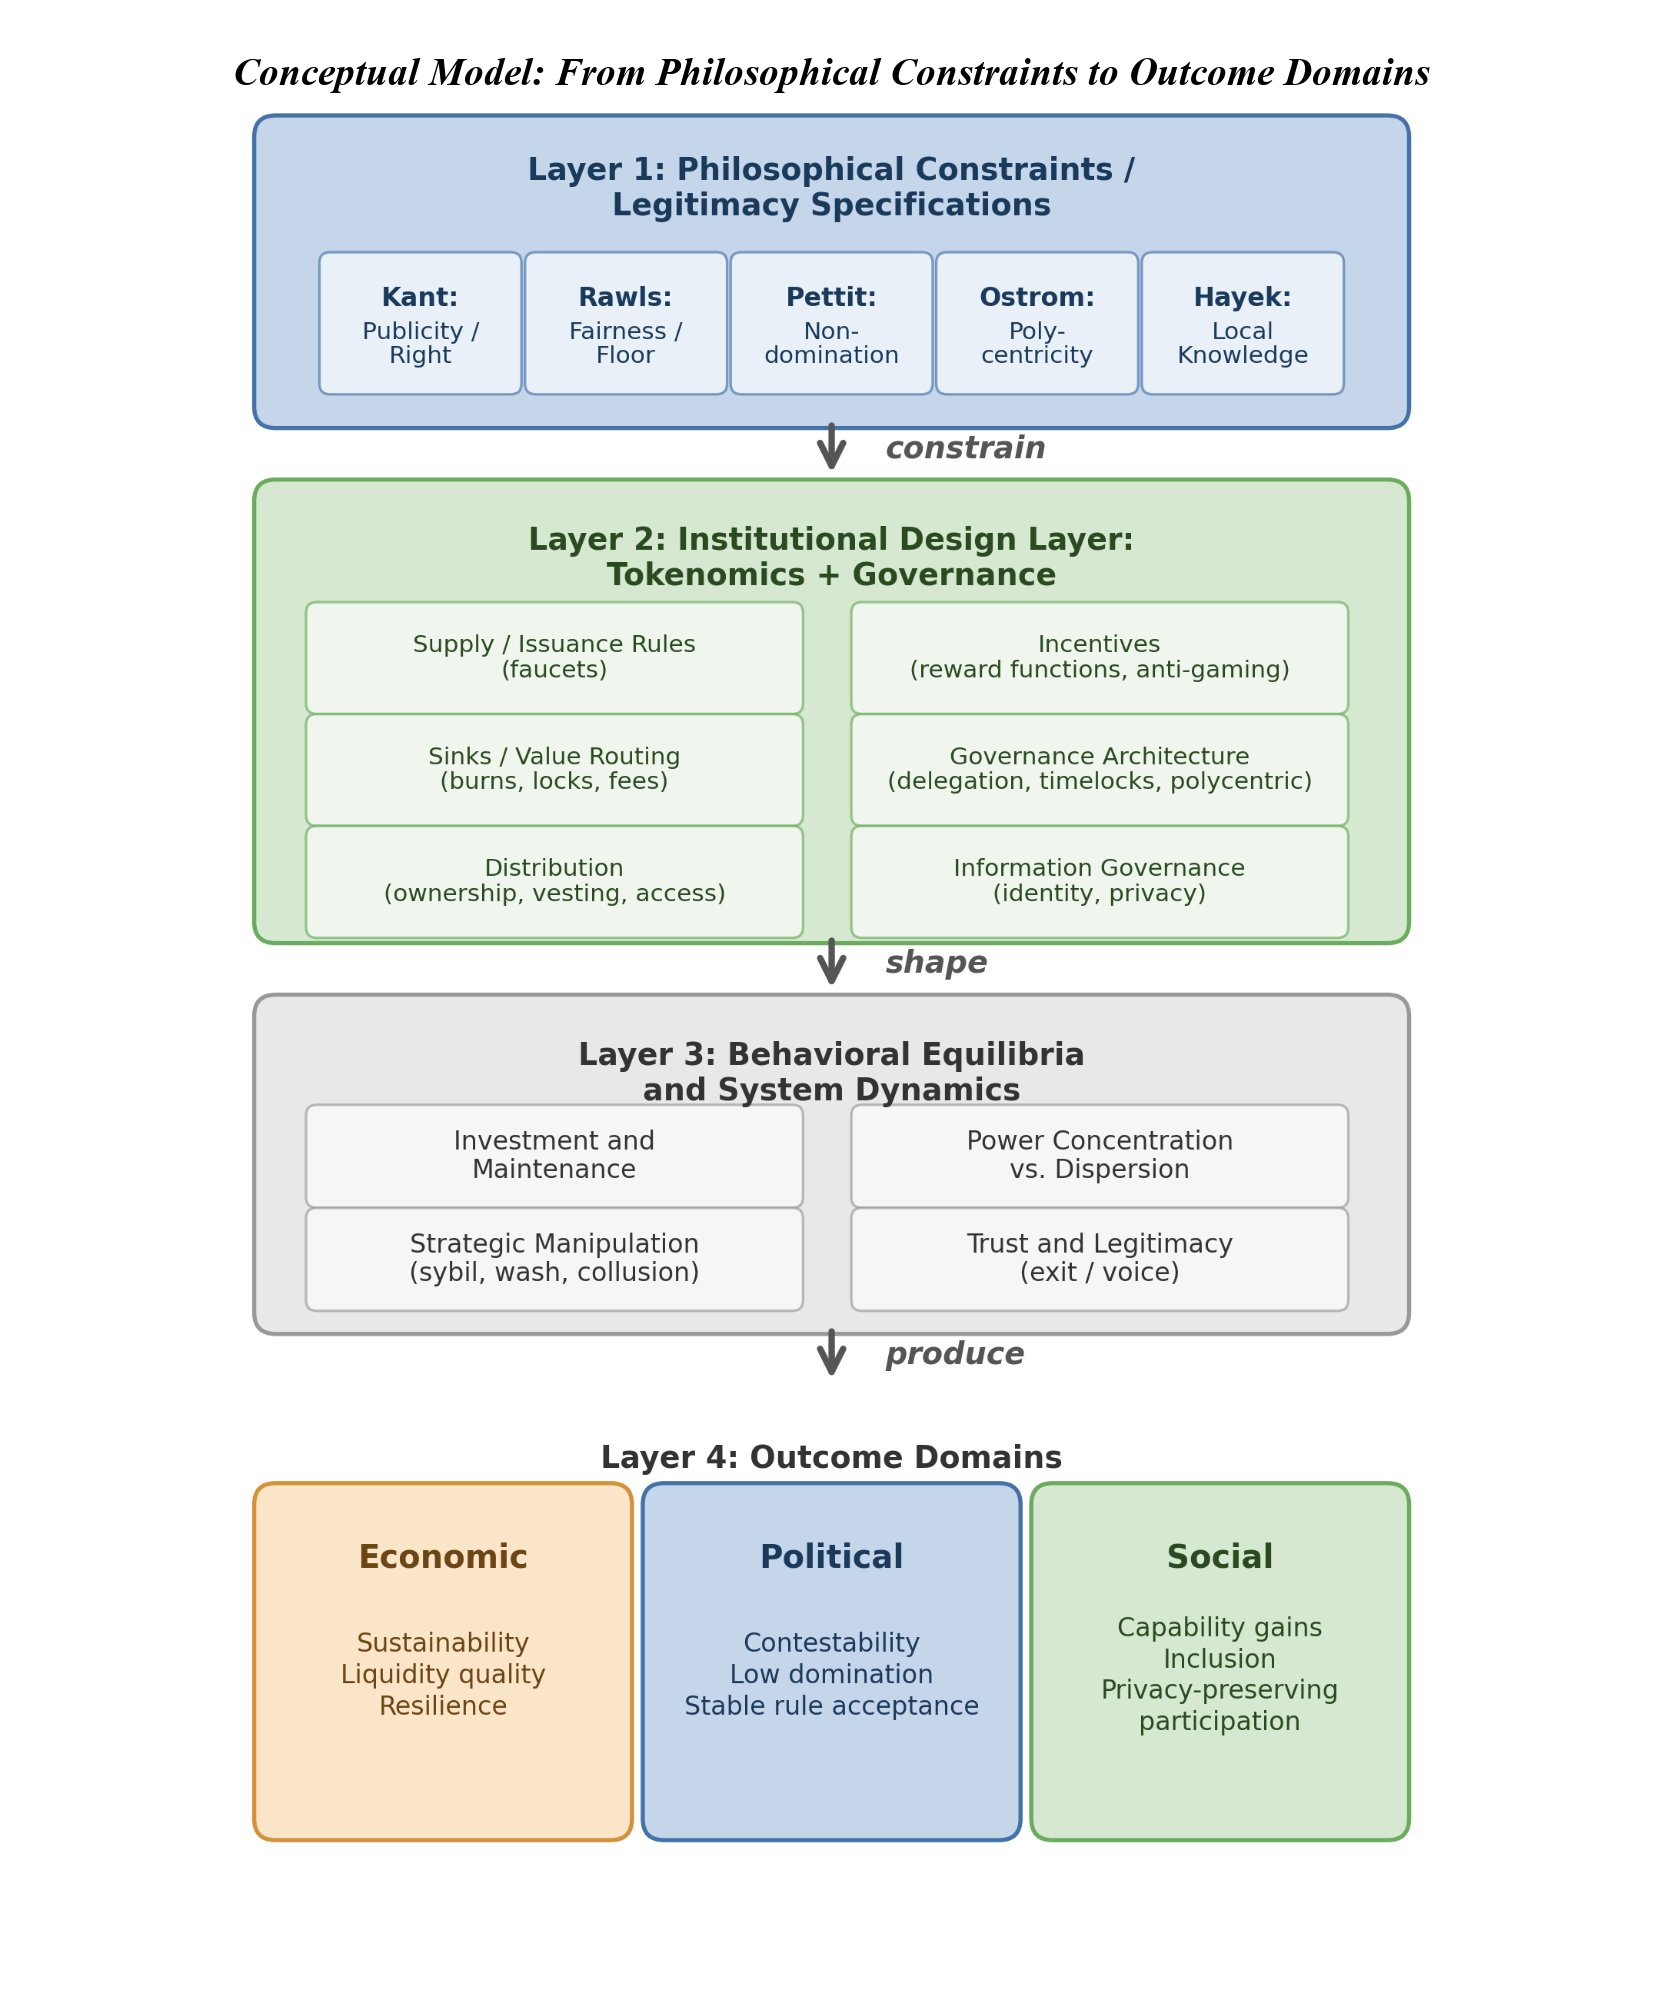 Conceptual Model: From Philosophical Constraints to Outcome Domains
Layer 1: Philosophical Constraints /
Legitimacy Specifications
Kant:
Publicity /
Right
Rawls:
Fairness /
Floor
Pettit:
Non-
domination
Ostrom:
Poly-
centricity
Hayek:
Local
Knowledge
constrain
Layer 2: Institutional Design Layer:
Tokenomics + Governance
Supply / Issuance Rules
(faucets)
Incentives
(reward functions, anti-gaming)
Sinks / Value Routing
(burns, locks, fees)
Governance Architecture
(delegation, timelocks, polycentric)
Distribution
(ownership, vesting, access)
Information Governance
(identity, privacy)
shape
Layer 3: Behavioral Equilibria
and System Dynamics
Investment and
Maintenance
Power Concentration
vs. Dispersion
Strategic Manipulation
(sybil, wash, collusion)
Trust and Legitimacy
(exit / voice)
produce
Layer 4: Outcome Domains
Economic
Sustainability
Liquidity quality
Resilience
Political
Contestability
Low domination
Stable rule acceptance
Social
Capability gains
Inclusion
Privacy-preserving
participation